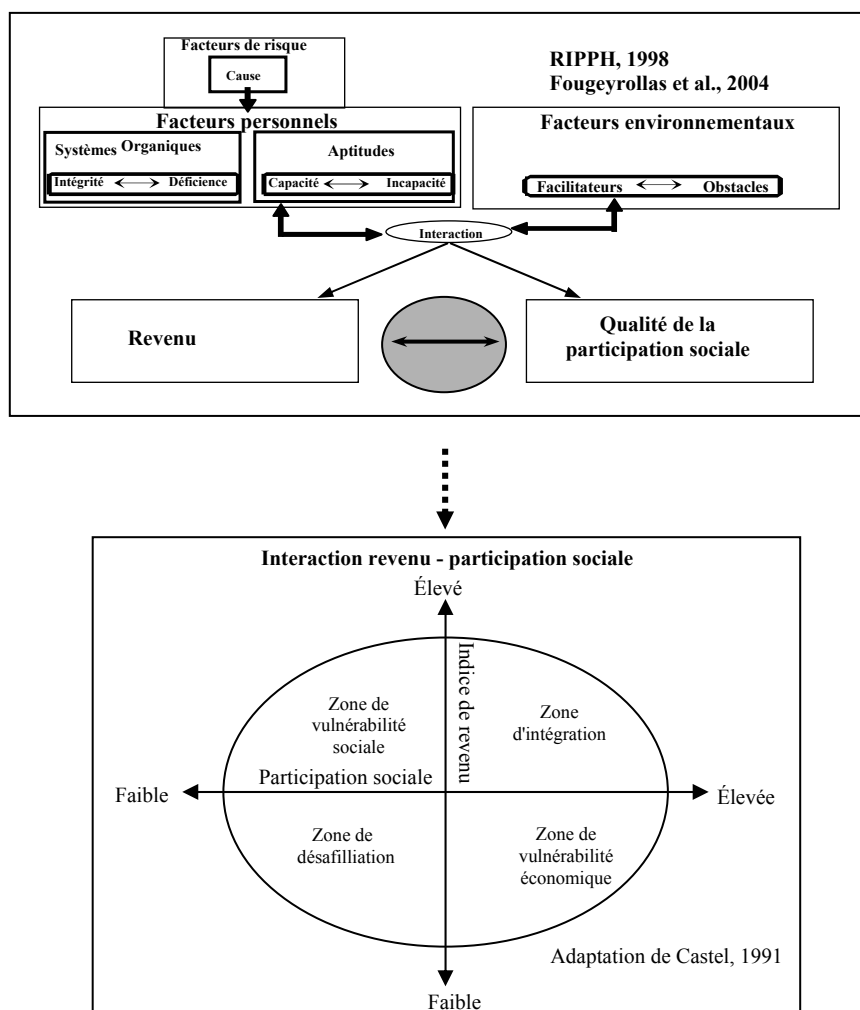 Facteurs de risque
Cause
RIPPH, 1998
Fougeyrollas et al., 2004
Facteurs personnels
Systèmes Organiques
Intégrité
Déficience
Aptitudes
Capacité
Incapacité
Facteurs environnementaux
Facilitateurs
Obstacles
Interaction
Revenu
Qualité de la
participation sociale
Interaction revenu - participation sociale
Élevé
Indice de revenu
Zone de
vulnérabilité
sociale
Zone
d'intégration
Participation sociale
Faible
Élevée
Zone de
désafilliation
Zone de
vulnérabilité
économique
Adaptation de Castel, 1991
Faible